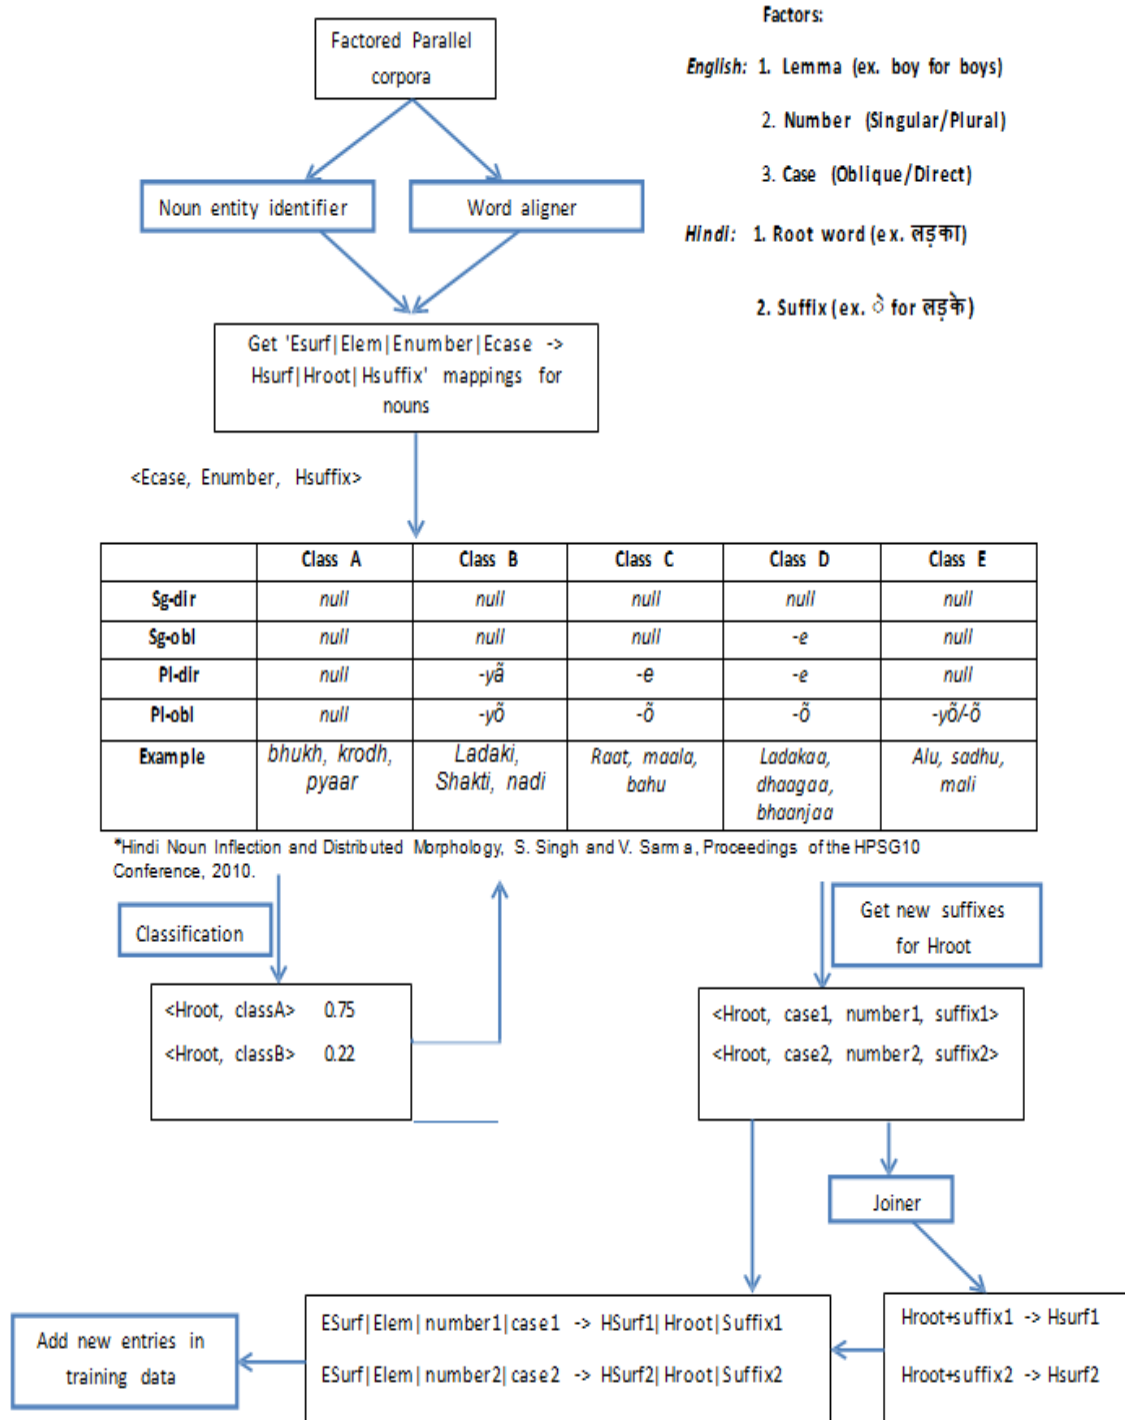 Factored Parallel
corpora
Factors:
English: 1. Lemma (ex. boy for boys)
2. Number (Singular/Plural)
3. Case (Oblique/Direct)
Hindi: 1. Root word (ex. लड़का)
2. Suffix (ex. े for लड़के)
Noun entity identifier
Word aligner
Get 'Esurf|Elem|Enumber|Ecase ->
Hsurf|Hroot|Hsuffix' mappings for
nouns
<Ecase, Enumber, Hsuffix>
Class A Class B Class C Class D Class E
Sg-dir null null null null null
Sg-obl null null null -e null
Pl-dir null -yã -e -e null
Pl-obl null -yõ -õ -õ -yõ/-õ
Example bhukh, krodh, pyaar Ladaki, Shakti, nadi Raat, maala, bahu Ladakaa, dhaagaa, bhaanjaa Alu, sadhu, mali
*Hindi Noun Inflection and Distributed Morphology, S. Singh and V. Sarma, Proceedings of the HPSG10
Conference, 2010.
Classification
<Hroot, classA> 0.75
<Hroot, classB> 0.22
Get new suffixes
for Hroot
<Hroot, case1, number1, suffix1>
<Hroot, case2, number2, suffix2>
Joiner
Hroot+suffix1 -> Hsurf1
Hroot+suffix2 -> Hsurf2
ESurf|Elem|number1|case1 -> HSurf1|Hroot|Suffix1
ESurf|Elem|number2|case2 -> HSurf2|Hroot|Suffix2
Add new entries in
training data